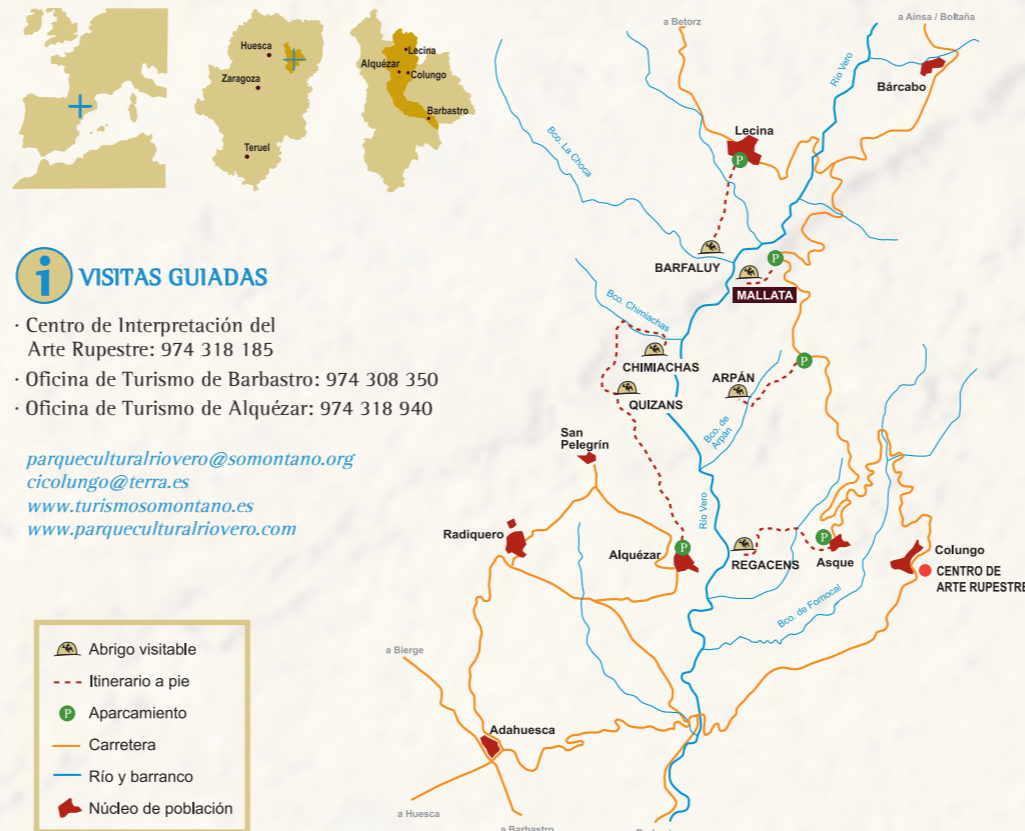 a Betorz
a Aínsa / Boltaña
Huesca
Zaragoza
Teruel
Lecina
Alquézar
Colungo
Barbastro
Río Vero
Bárcabo
Lecina
P
Bco. La Choca
BARFALUY
P
MALLATA
i VISITAS GUIADAS
· Centro de Interpretación del
Arte Rupestre: 974 318 185
· Oficina de Turismo de Barbastro: 974 308 350
· Oficina de Turismo de Alquézar: 974 318 940
parqueculturalriovero@somontano.org
cicolungo@terra.es
www.turismosomontano.es
www.parqueculturalriovero.com
Bco. Chimiachas
CHIMIACHAS
QUIZANS
ARPÁN
P
Bco. de
Arpán
San
Pelegrín
Río Vero
Radiquero
Alquézar
P
REGACENS
P
Asque
Colungo
CENTRO DE
ARTE RUPESTRE
Bco. de Fornocal
a Bierge
Adahuesca
a Huesca
a Barbastro
Abrigo visitable
Itinerario a pie
P Aparcamiento
Carretera
Río y barranco
Núcleo de población